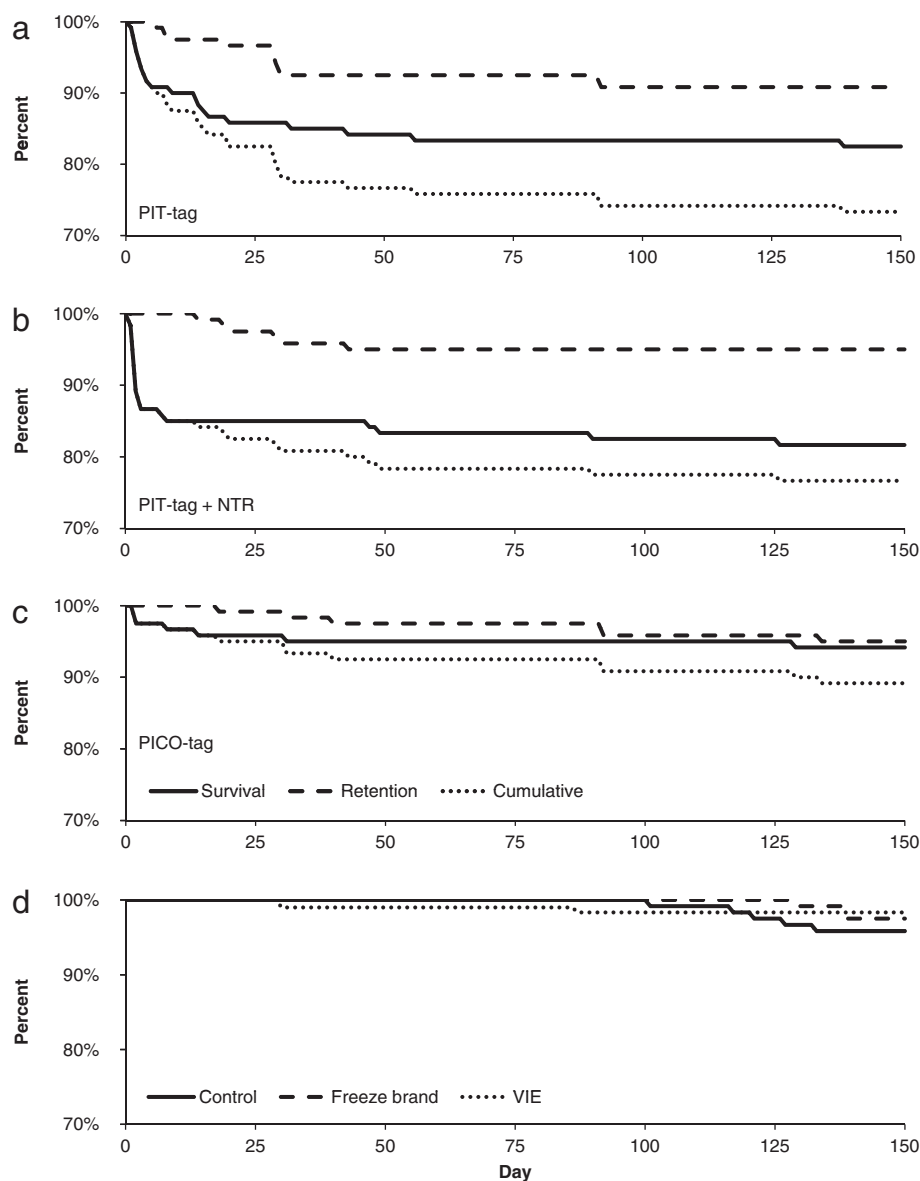 a
100%
90%
80%
70%
Percent
PIT-tag
0 25 50 75 100 125 150
b
100%
90%
80%
70%
Percent
PIT-tag + NTR
0 25 50 75 100 125 150
c
100%
90%
80%
70%
Percent
PICO-tag
Survival Retention Cumulative
0 25 50 75 100 125 150
d
100%
90%
80%
70%
Percent
Control Freeze brand VIE
0 25 50 75 100 125 150
Day